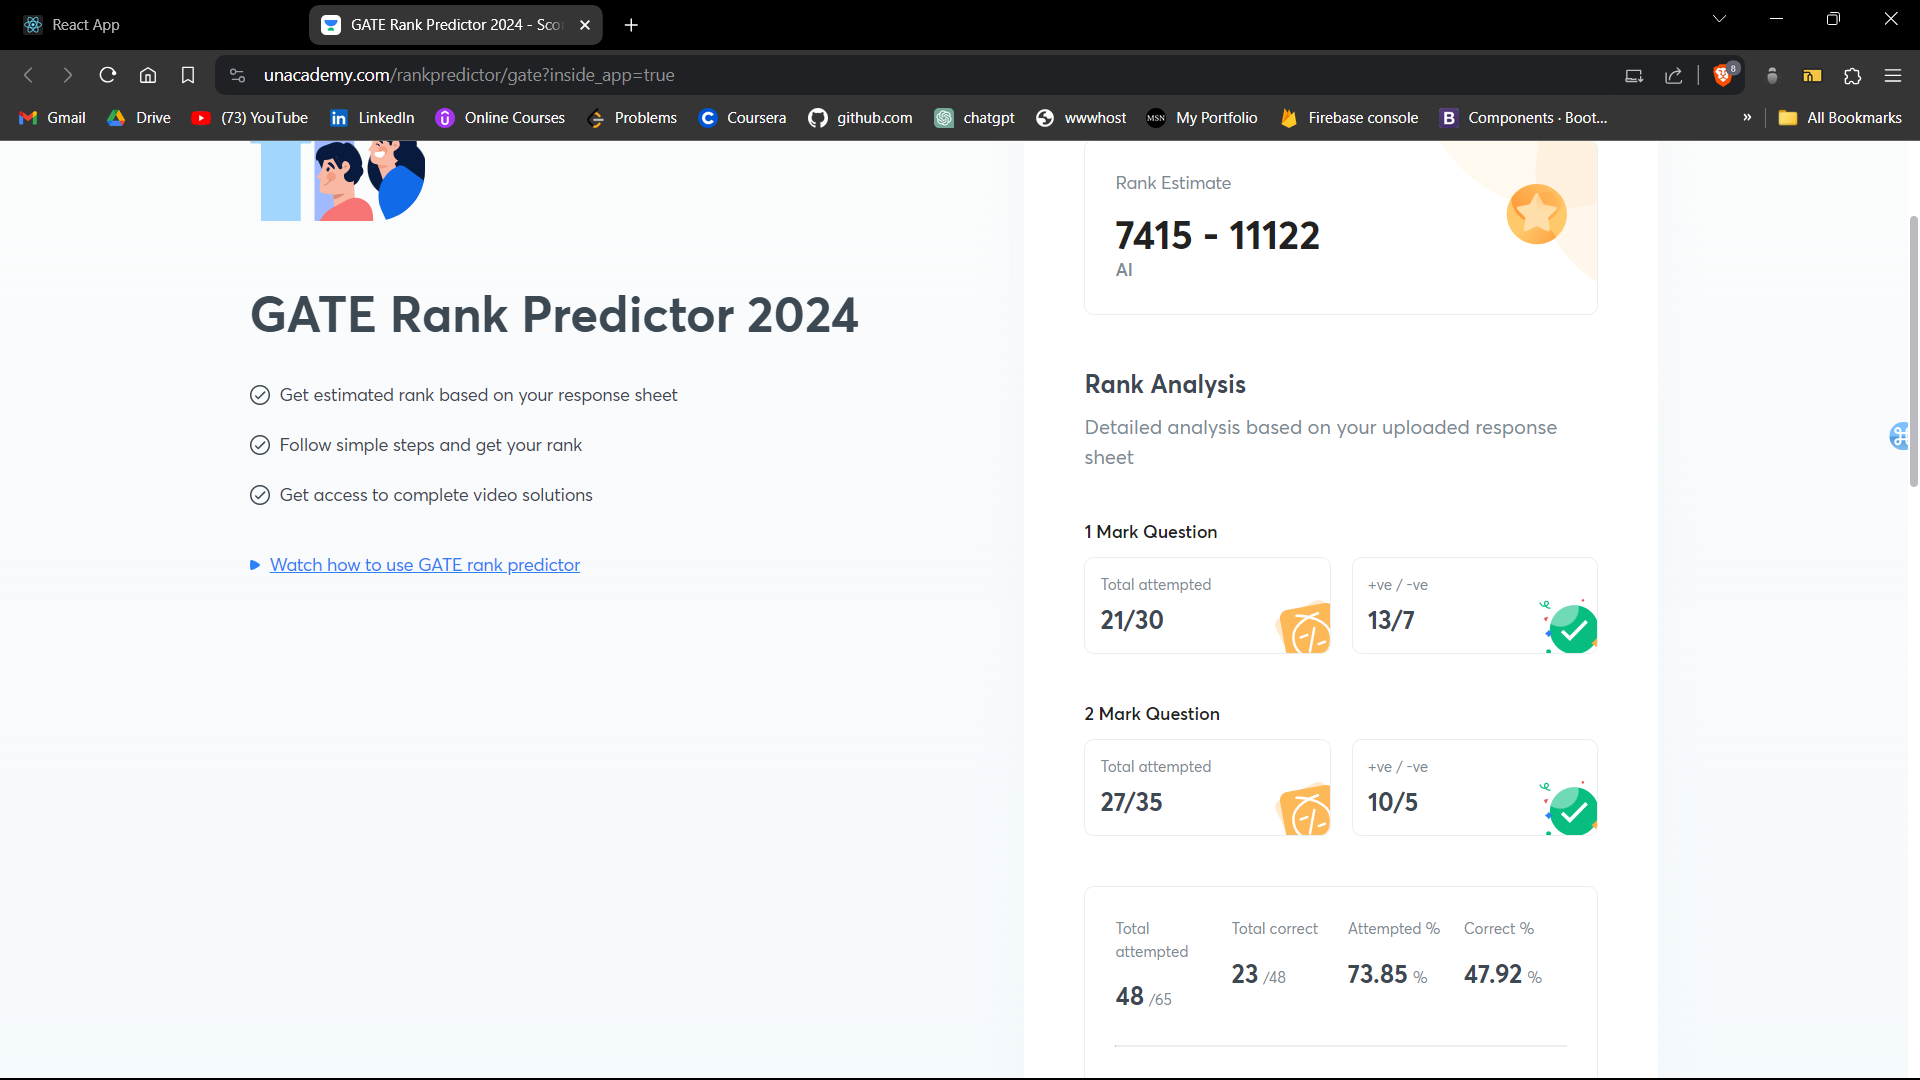 React App
GATE Rank Predictor 2024 - Sco
unacademy.com/rankpredictor/gate?inside_app=true
8
Gmail
Drive
(73) YouTube
LinkedIn
Online Courses
Problems
Coursera
github.com
chatgpt
wwwhost
MSN
My Portfolio
Firebase console
Components · Boot...
»
All Bookmarks
GATE Rank Predictor 2024
Get estimated rank based on your response sheet
Follow simple steps and get your rank
Get access to complete video solutions
Watch how to use GATE rank predictor
Rank Estimate
7415 - 11122
AI
Rank Analysis
Detailed analysis based on your uploaded response
sheet
1 Mark Question
Total attempted
21/30
+ve / -ve
13/7
2 Mark Question
Total attempted
27/35
+ve / -ve
10/5
Total
attempted
48 /65
Total correct
23 /48
Attempted %
73.85 %
Correct %
47.92 %